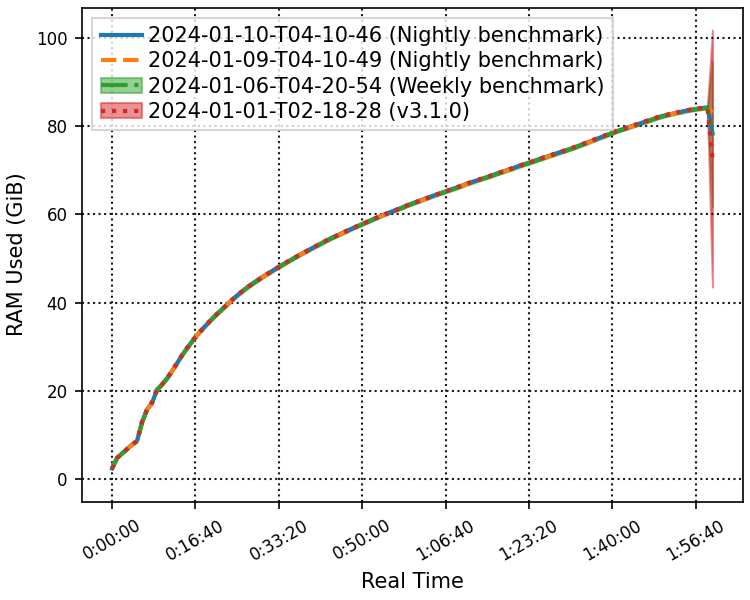 2024-01-10-T04-10-46 (Nightly benchmark)
2024-01-09-T04-10-49 (Nightly benchmark)
2024-01-06-T04-20-54 (Weekly benchmark)
2024-01-01-T02-18-28 (v3.1.0)
100
80
60
40
20
0
RAM Used (GiB)
0:00:00
0:16:40
0:33:20
0:50:00
1:06:40
1:23:20
1:40:00
1:56:40
Real Time